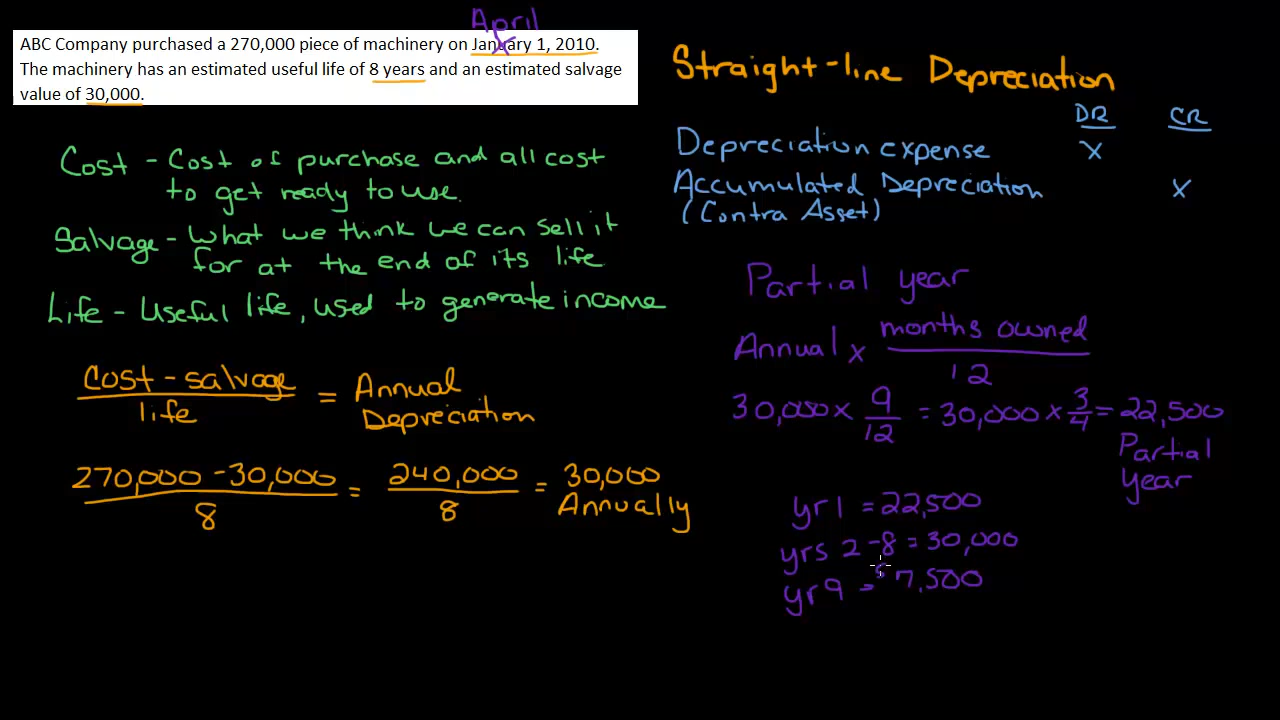 April
ABC Company purchased a 270,000 piece of machinery on January 1, 2010.
The machinery has an estimated useful life of 8 years and an estimated salvage
value of 30,000.
Cost - Cost of purchase and all cost
to get ready to use.
Salvage - What we think we can sell it
for at the end of its life
Life - Useful life, used to generate income
Cost - salvage
life
= Annual
Depreciation
270,000 - 30,000
8
=
240,000
8
= 30,000
Annually
Straight-line Depreciation
DR CR
Depreciation expense X
Accumulated Depreciation X
(Contra Asset)
Partial year
Annual x months owned
12
30,000 x 9/12 = 30,000 x 3/4 = 22,500
Partial
year
yr 1 = 22,500
yrs 2-8 = 30,000
yr 9 = 7,500